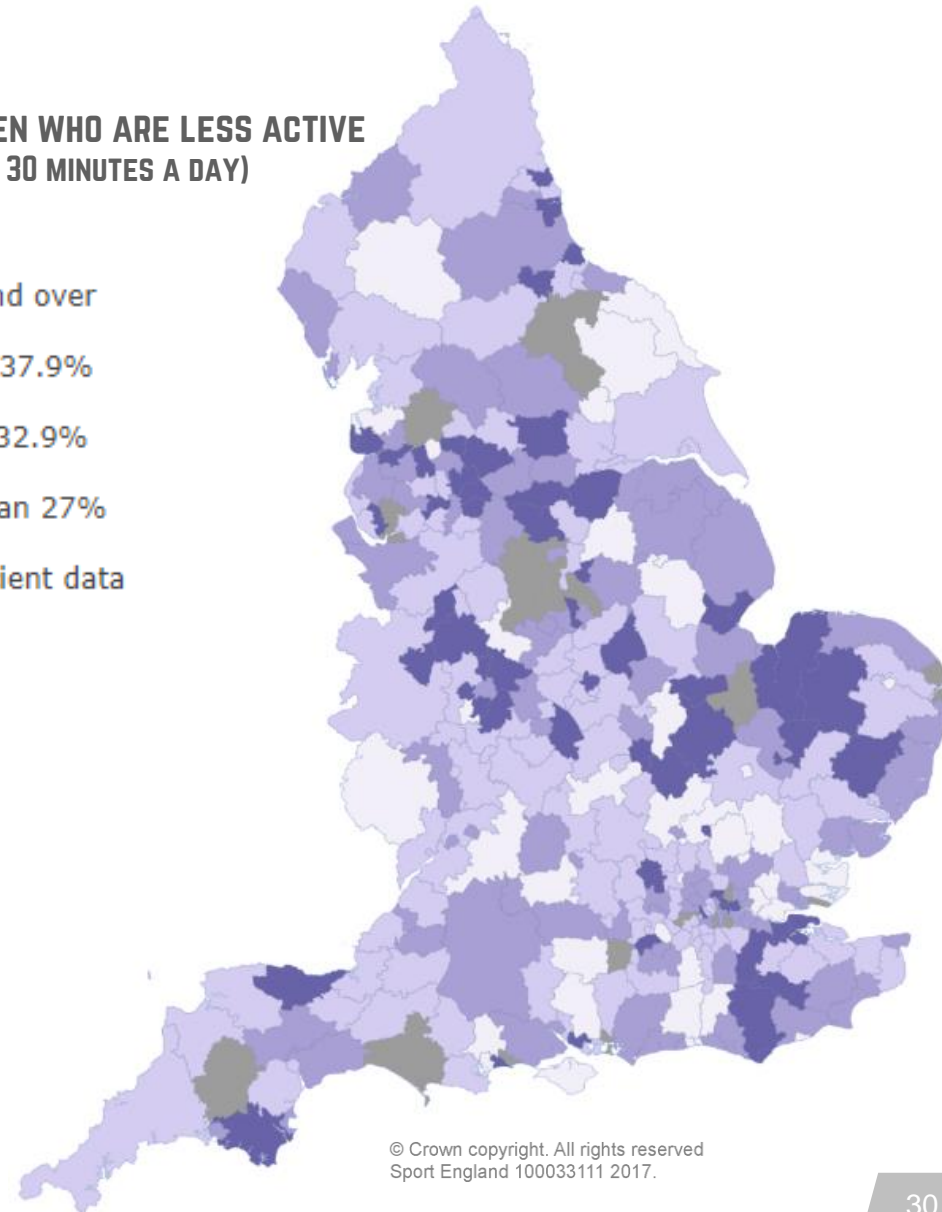 EN WHO ARE LESS ACTIVE
30 MINUTES A DAY)
nd over
37.9%
32.9%
an 27%
ient data
© Crown copyright. All rights reserved
Sport England 100033111 2017.
30